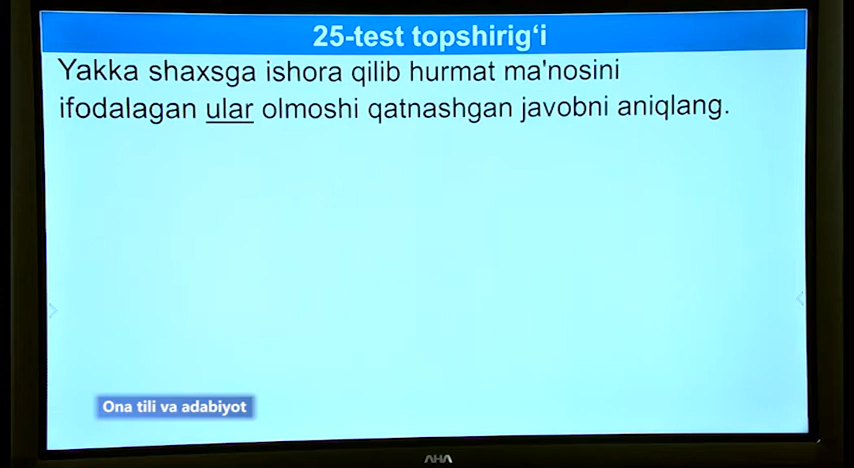 25-test topshirig‘i
Yakka shaxsga ishora qilib hurmat ma'nosini
ifodalagan ular olmoshi qatnashgan javobni aniqlang.
Ona tili va adabiyot
AHA